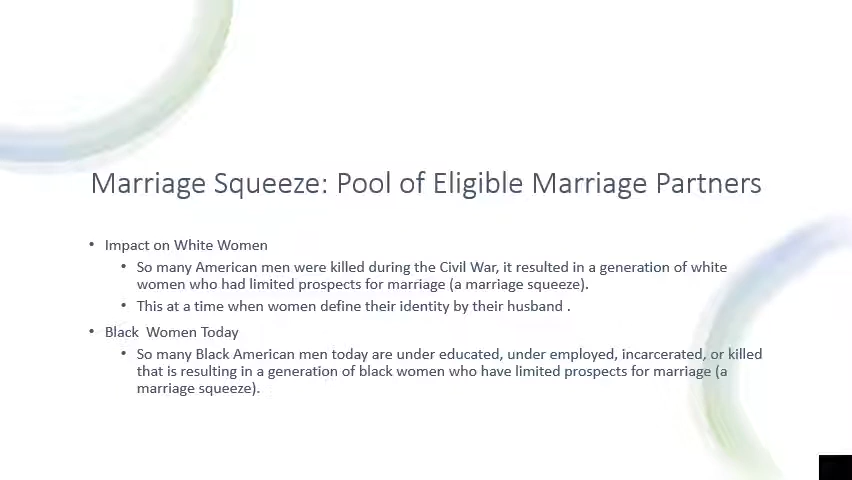 Marriage Squeeze: Pool of Eligible Marriage Partners
• Impact on White Women
• So many American men were killed during the Civil War, it resulted in a generation of white
women who had limited prospects for marriage (a marriage squeeze).
• This at a time when women define their identity by their husband .
• Black  Women Today
• So many Black American men today are under educated, under employed, incarcerated, or killed
that is resulting in a generation of black women who have limited prospects for marriage (a
marriage squeeze).